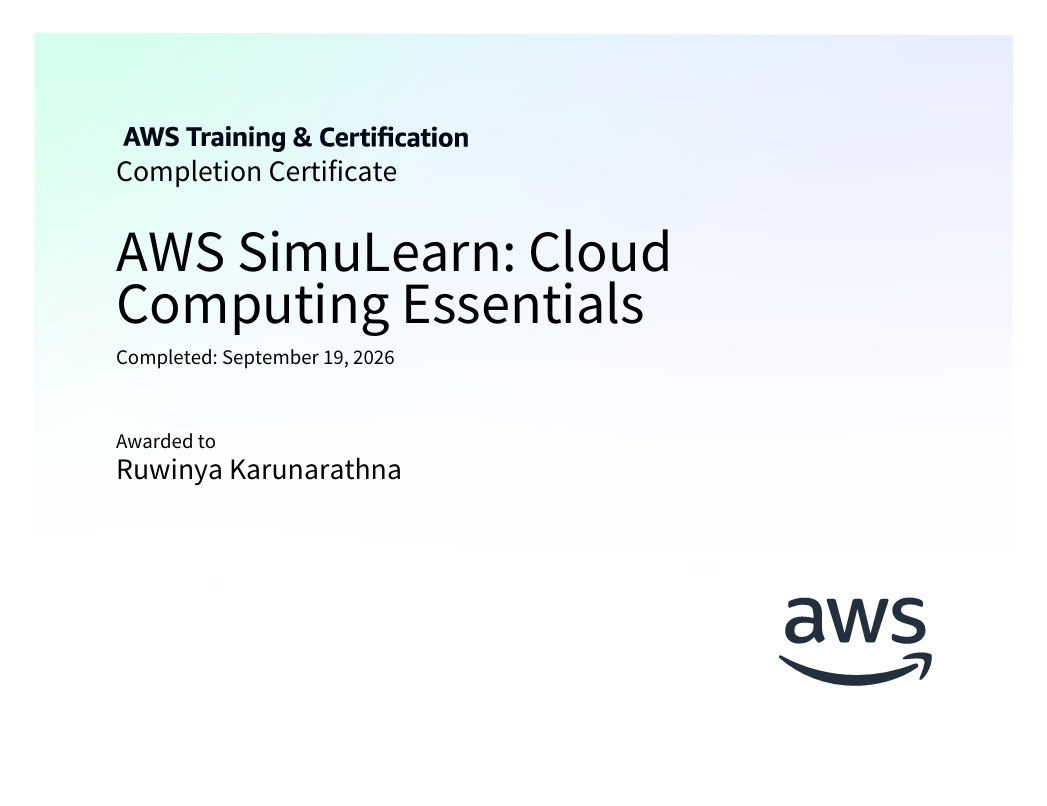 AWS Training & Certification
Completion Certificate
AWS SimuLearn: Cloud
Computing Essentials
Completed: September 19, 2026
Awarded to
Ruwinya Karunarathna
aws